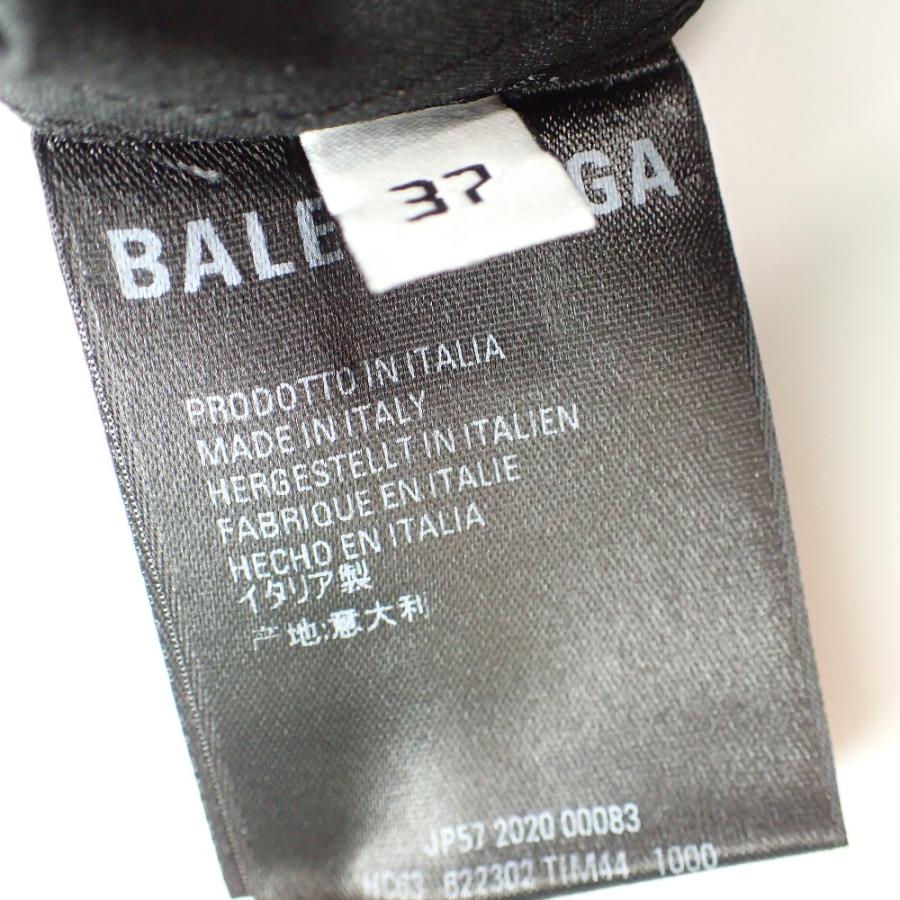 37
BALE GA
PRODOTTO IN ITALIA
MADE IN ITALY
HERGESTELLT IN ITALIEN
FABRIQUE EN ITALIE
HECHO EN ITALIA
イタリア製
产地:意大利
JP57 2020 00083
622302 TIM44 1000